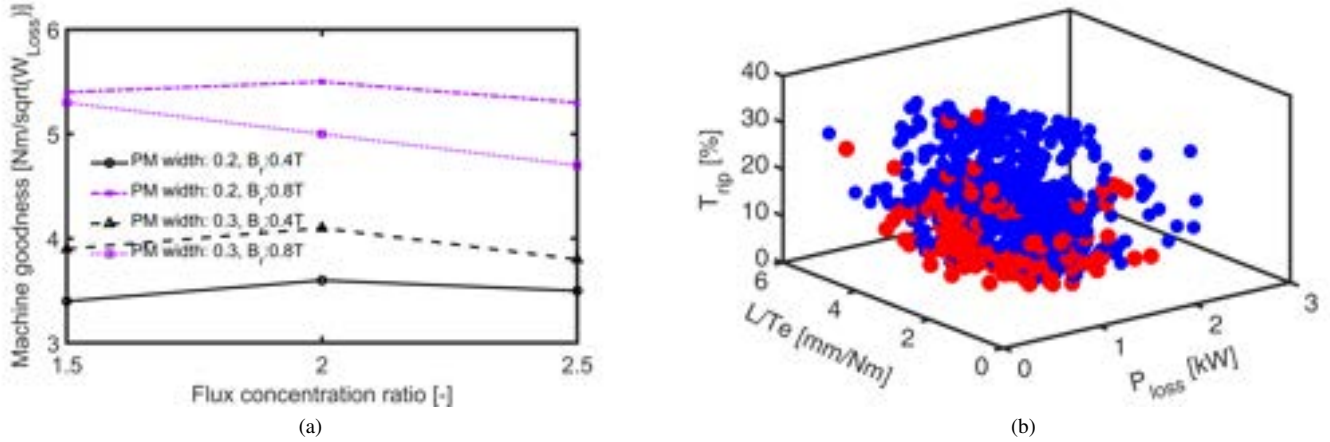 Machine goodness [Nm/sqrt(W_Loss)]
6
5
4
3
PM width: 0.2, B_r:0.4T
PM width: 0.2, B_r:0.8T
PM width: 0.3, B_r:0.4T
PM width: 0.3, B_r:0.8T
1.5
2
2.5
Flux concentration ratio [-]
(a)
T_rip [%]
40
30
20
10
0
6
4
2
0
L/Te [mm/Nm]
0
1
2
3
P_loss [kW]
(b)